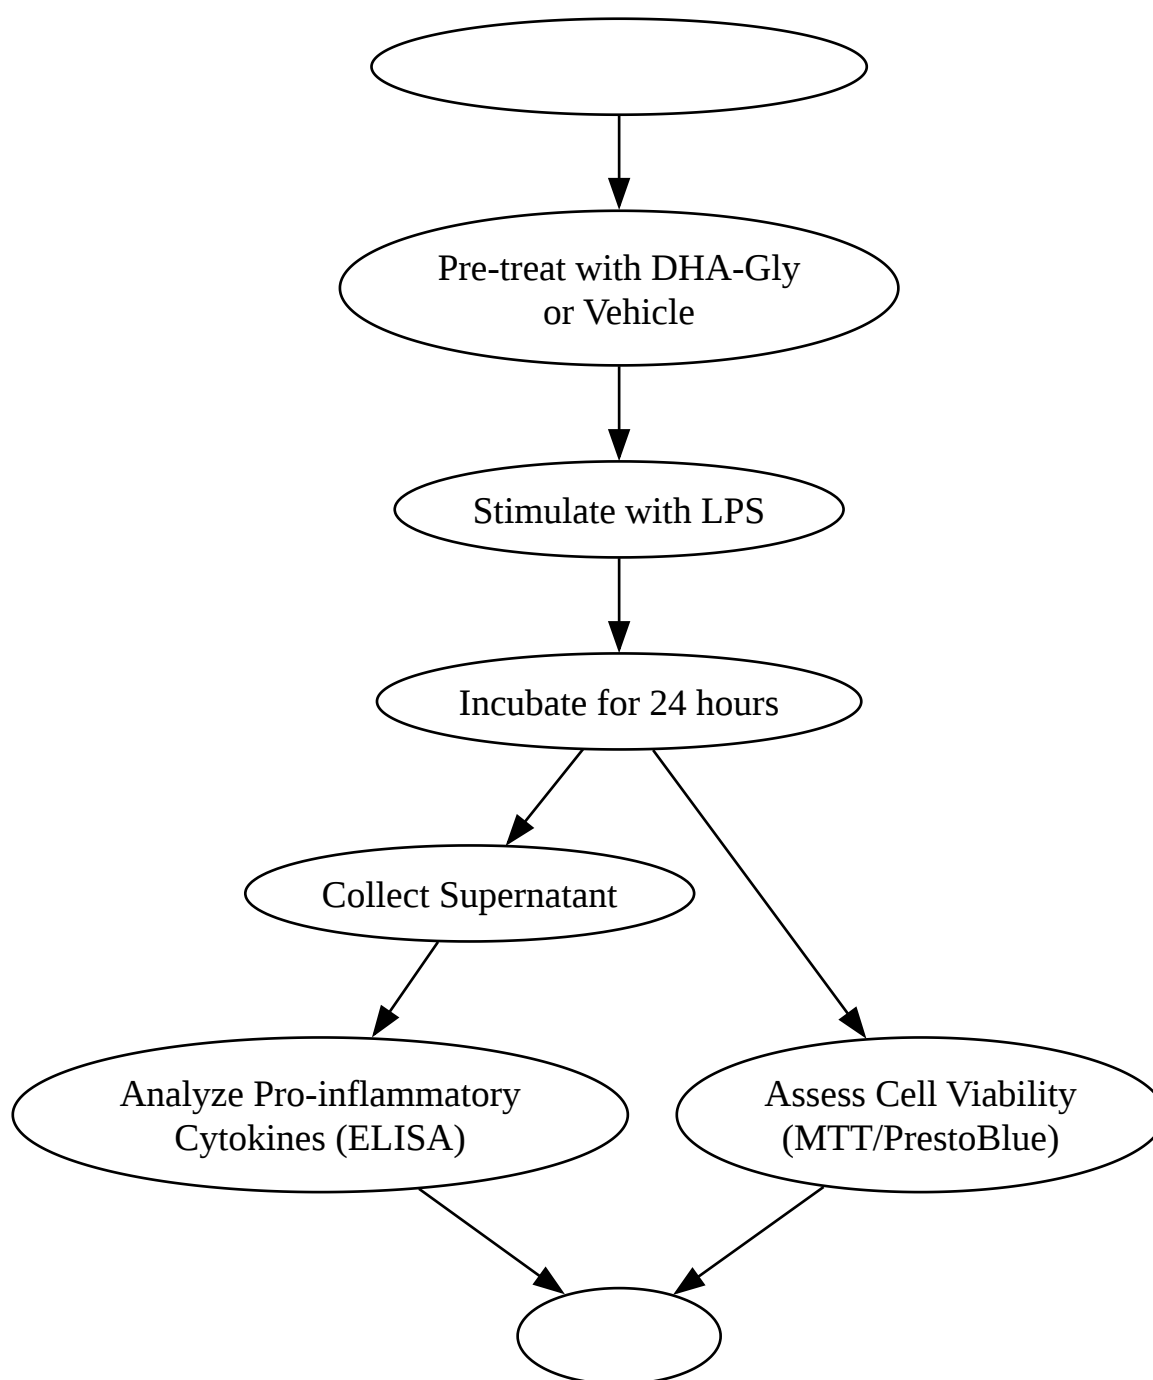 Pre-treat with DHA-Gly
or Vehicle
Stimulate with LPS
Incubate for 24 hours
Collect Supernatant
Analyze Pro-inflammatory
Cytokines (ELISA)
Assess Cell Viability
(MTT/PrestoBlue)